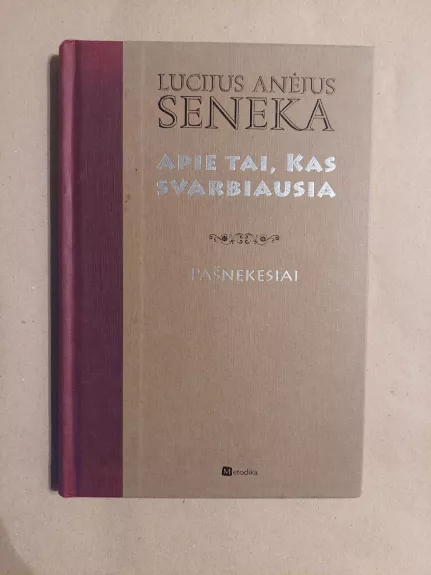 LUCIJUS ANĖJUS
SENEKA
APIE TAI, KAS
SVARBIAUSIA
PAŠNEKESIAI
Metodika